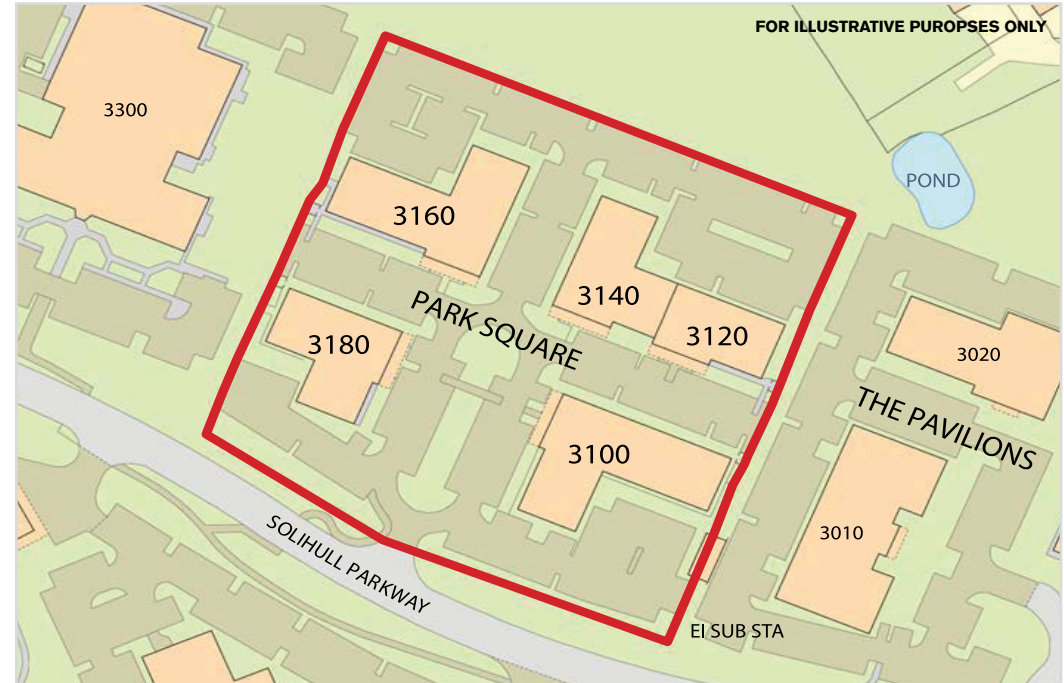 FOR ILLUSTRATIVE PUROPSES ONLY
3300
POND
3160
3140
PARK SQUARE
3180
3120
3020
THE PAVILIONS
3100
3010
SOLIHULL PARKWAY
El SUB STA